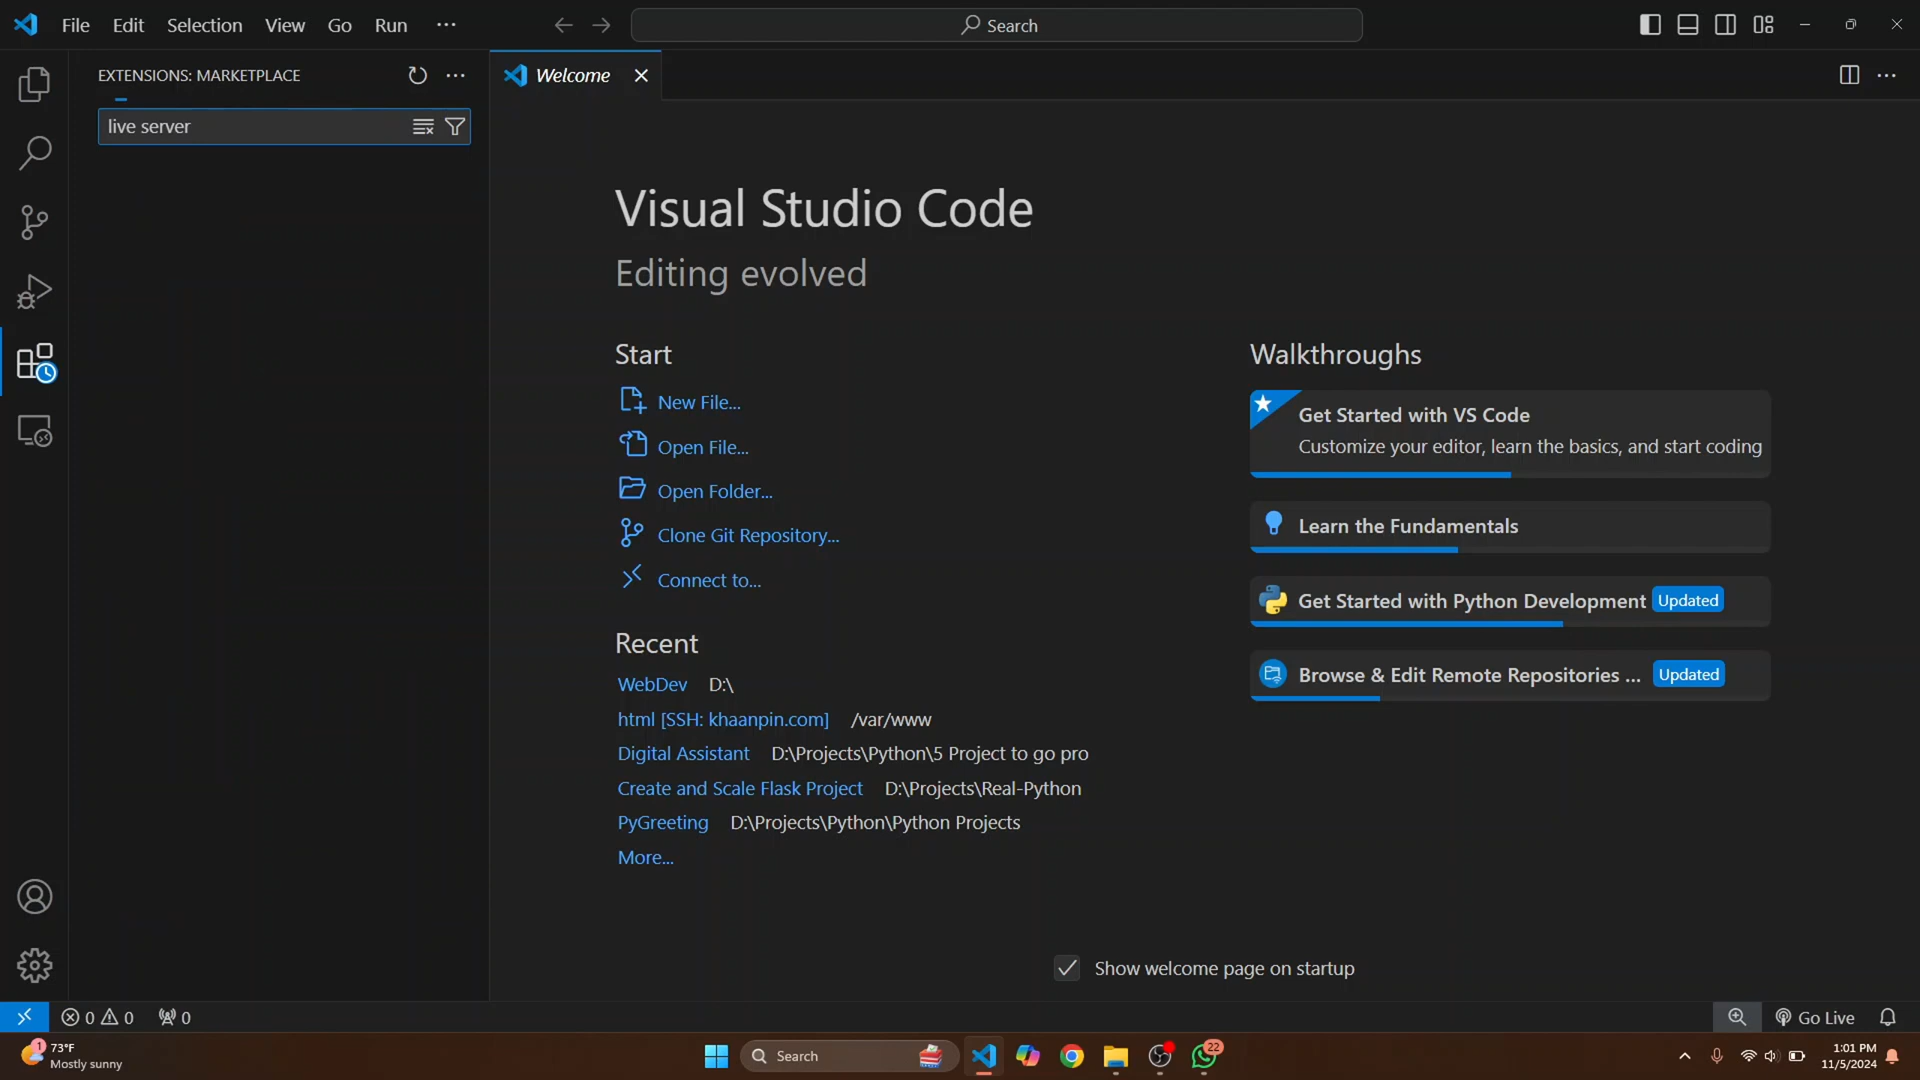 File Edit Selection View Go Run ···
Search
EXTENSIONS: MARKETPLACE
live server
Welcome
Visual Studio Code
Editing evolved
Start
New File...
Open File...
Open Folder...
Clone Git Repository...
Connect to...
Recent
WebDev D:\
html [SSH: khaanpin.com] /var/www
Digital Assistant D:\Projects\Python\5 Project to go pro
Create and Scale Flask Project D:\Projects\Real-Python
PyGreeting D:\Projects\Python\Python Projects
More...
Walkthroughs
Get Started with VS Code
Customize your editor, learn the basics, and start coding
Learn the Fundamentals
Get Started with Python Development Updated
Browse & Edit Remote Repositories ... Updated
Show welcome page on startup
0 0 0
Go Live
1
73°F
Mostly sunny
Search
22
1:01 PM
11/5/2024